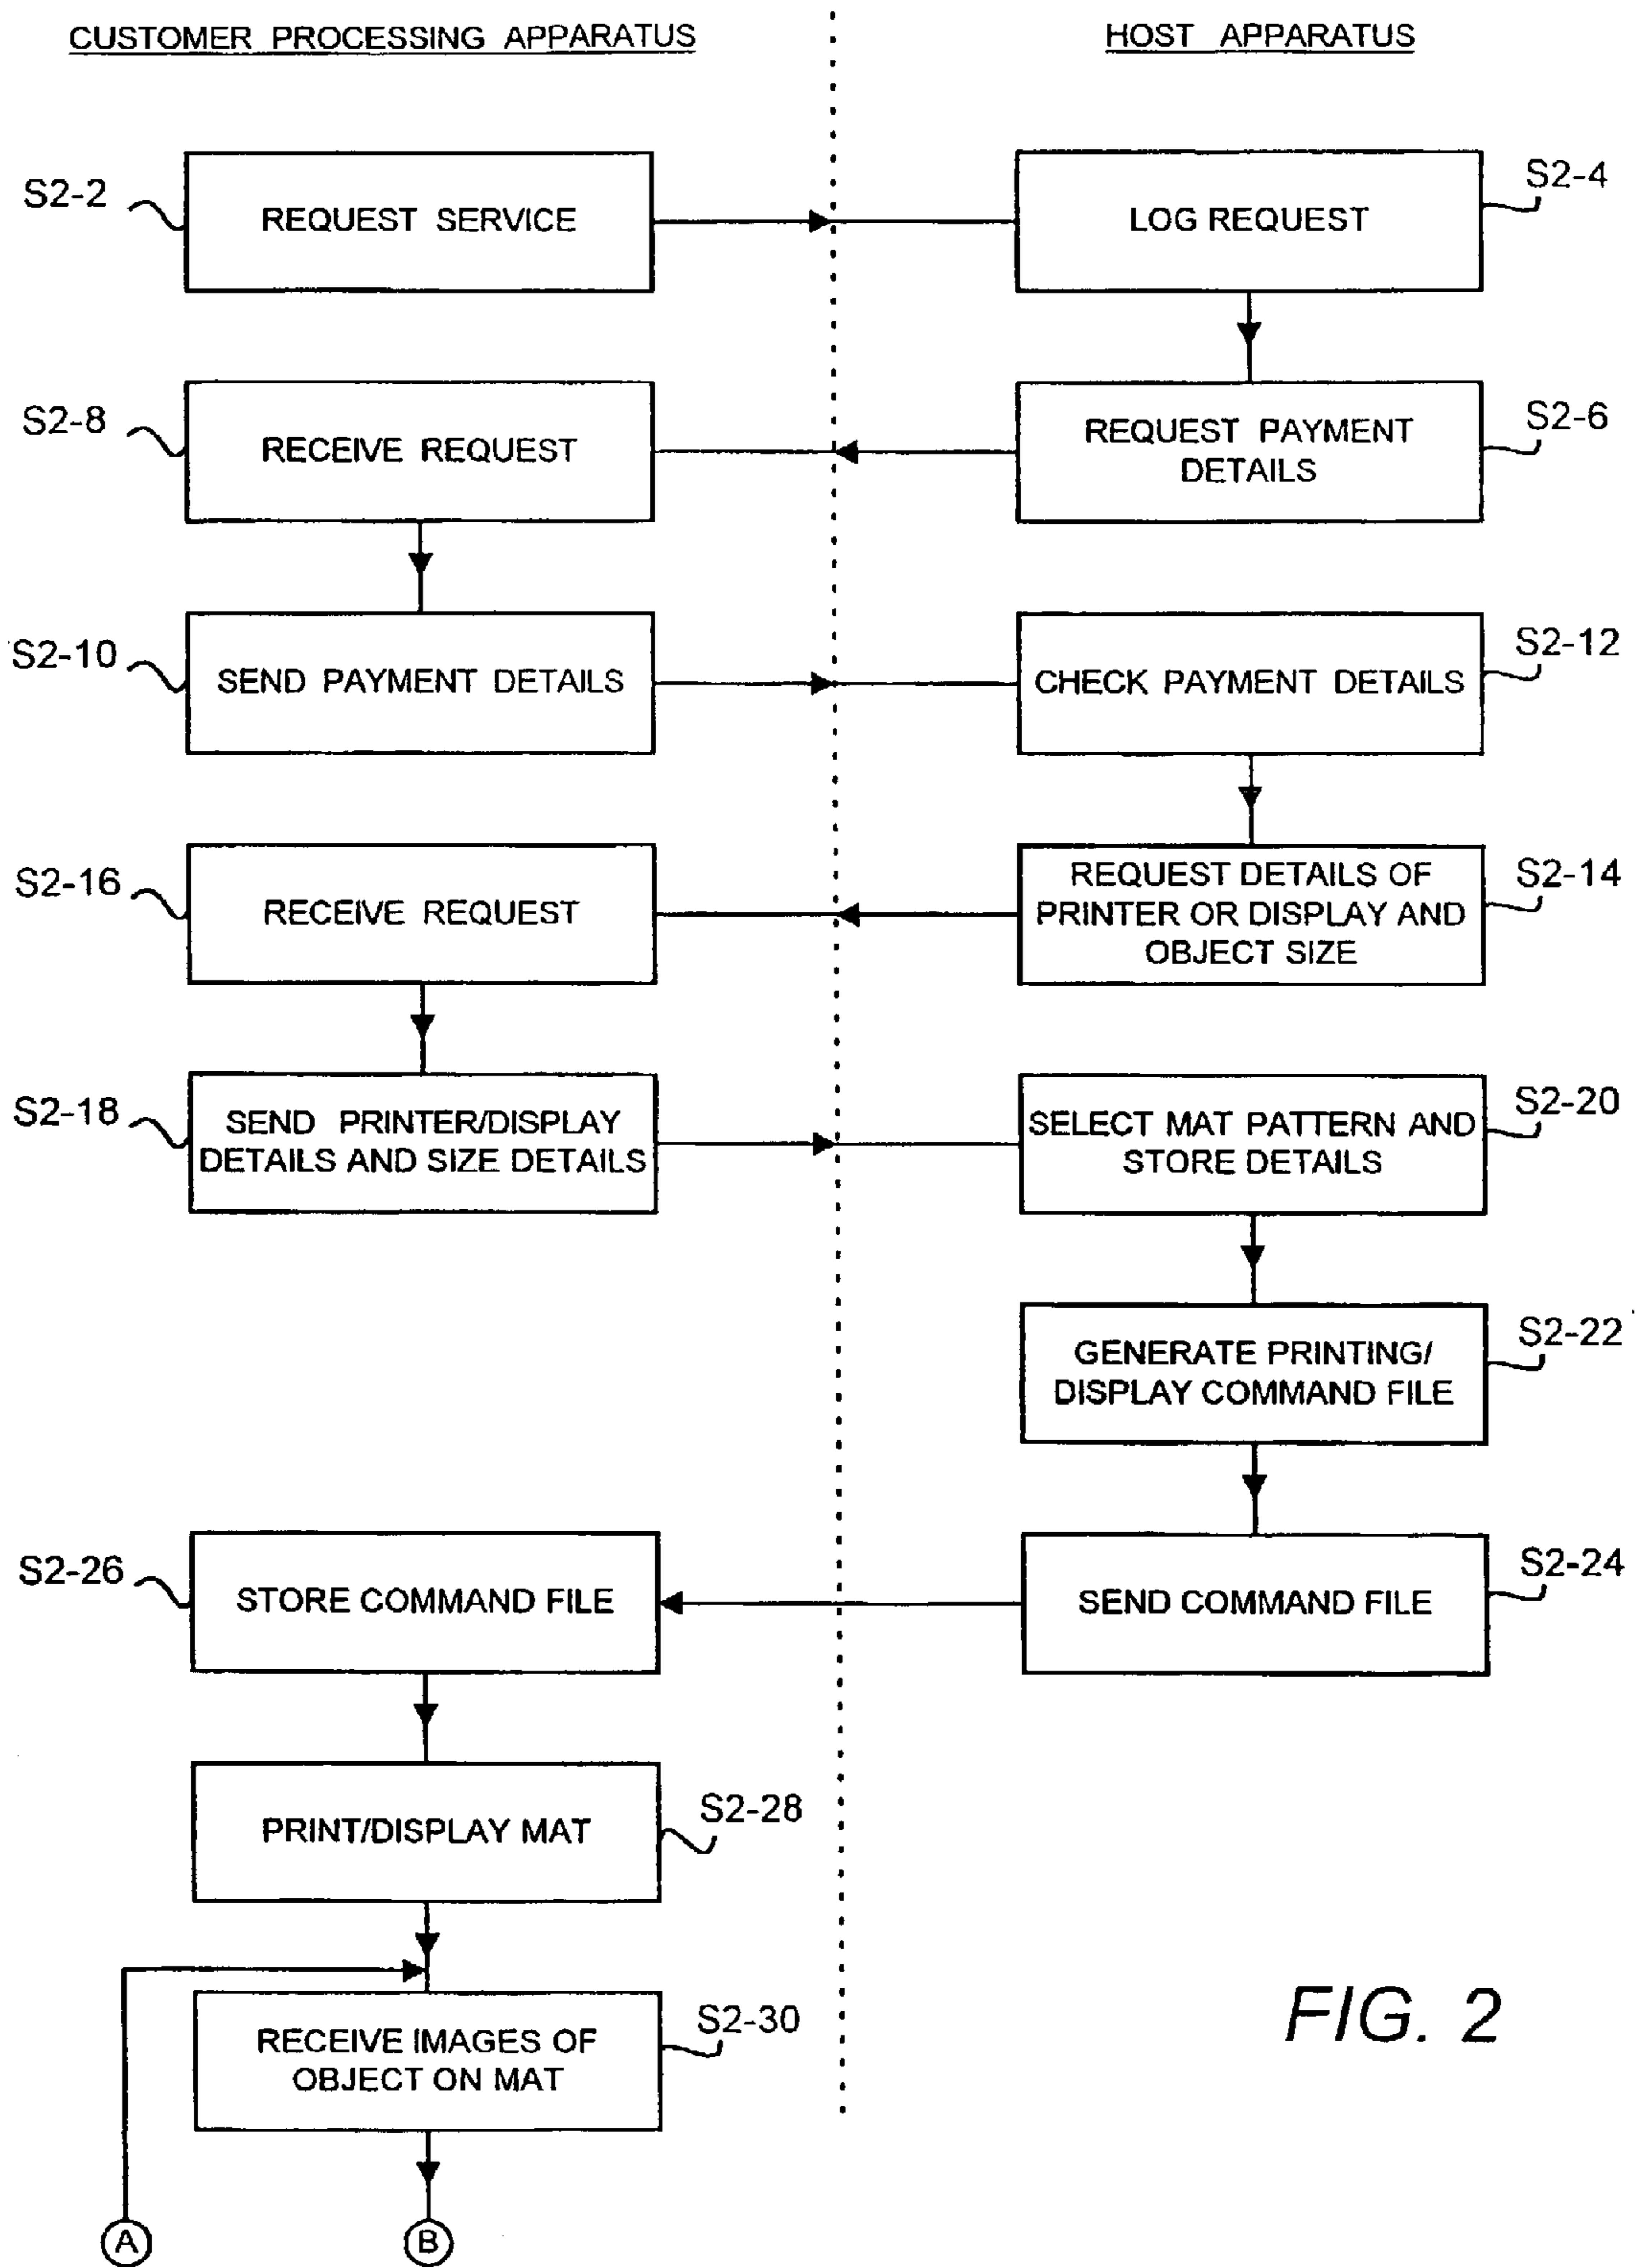 CUSTOMER PROCESSING APPARATUS
HOST APPARATUS
S2-2
REQUEST SERVICE
LOG REQUEST
S2-4
S2-8
RECEIVE REQUEST
REQUEST PAYMENT
DETAILS
S2-6
S2-10
SEND PAYMENT DETAILS
CHECK PAYMENT DETAILS
S2-12
S2-16
RECEIVE REQUEST
REQUEST DETAILS OF
PRINTER OR DISPLAY AND
OBJECT SIZE
S2-14
S2-18
SEND PRINTER/DISPLAY
DETAILS AND SIZE DETAILS
SELECT MAT PATTERN AND
STORE DETAILS
S2-20
GENERATE PRINTING/
DISPLAY COMMAND FILE
S2-22
S2-26
STORE COMMAND FILE
SEND COMMAND FILE
S2-24
PRINT/DISPLAY MAT
S2-28
RECEIVE IMAGES OF
OBJECT ON MAT
S2-30
FIG. 2
A
B